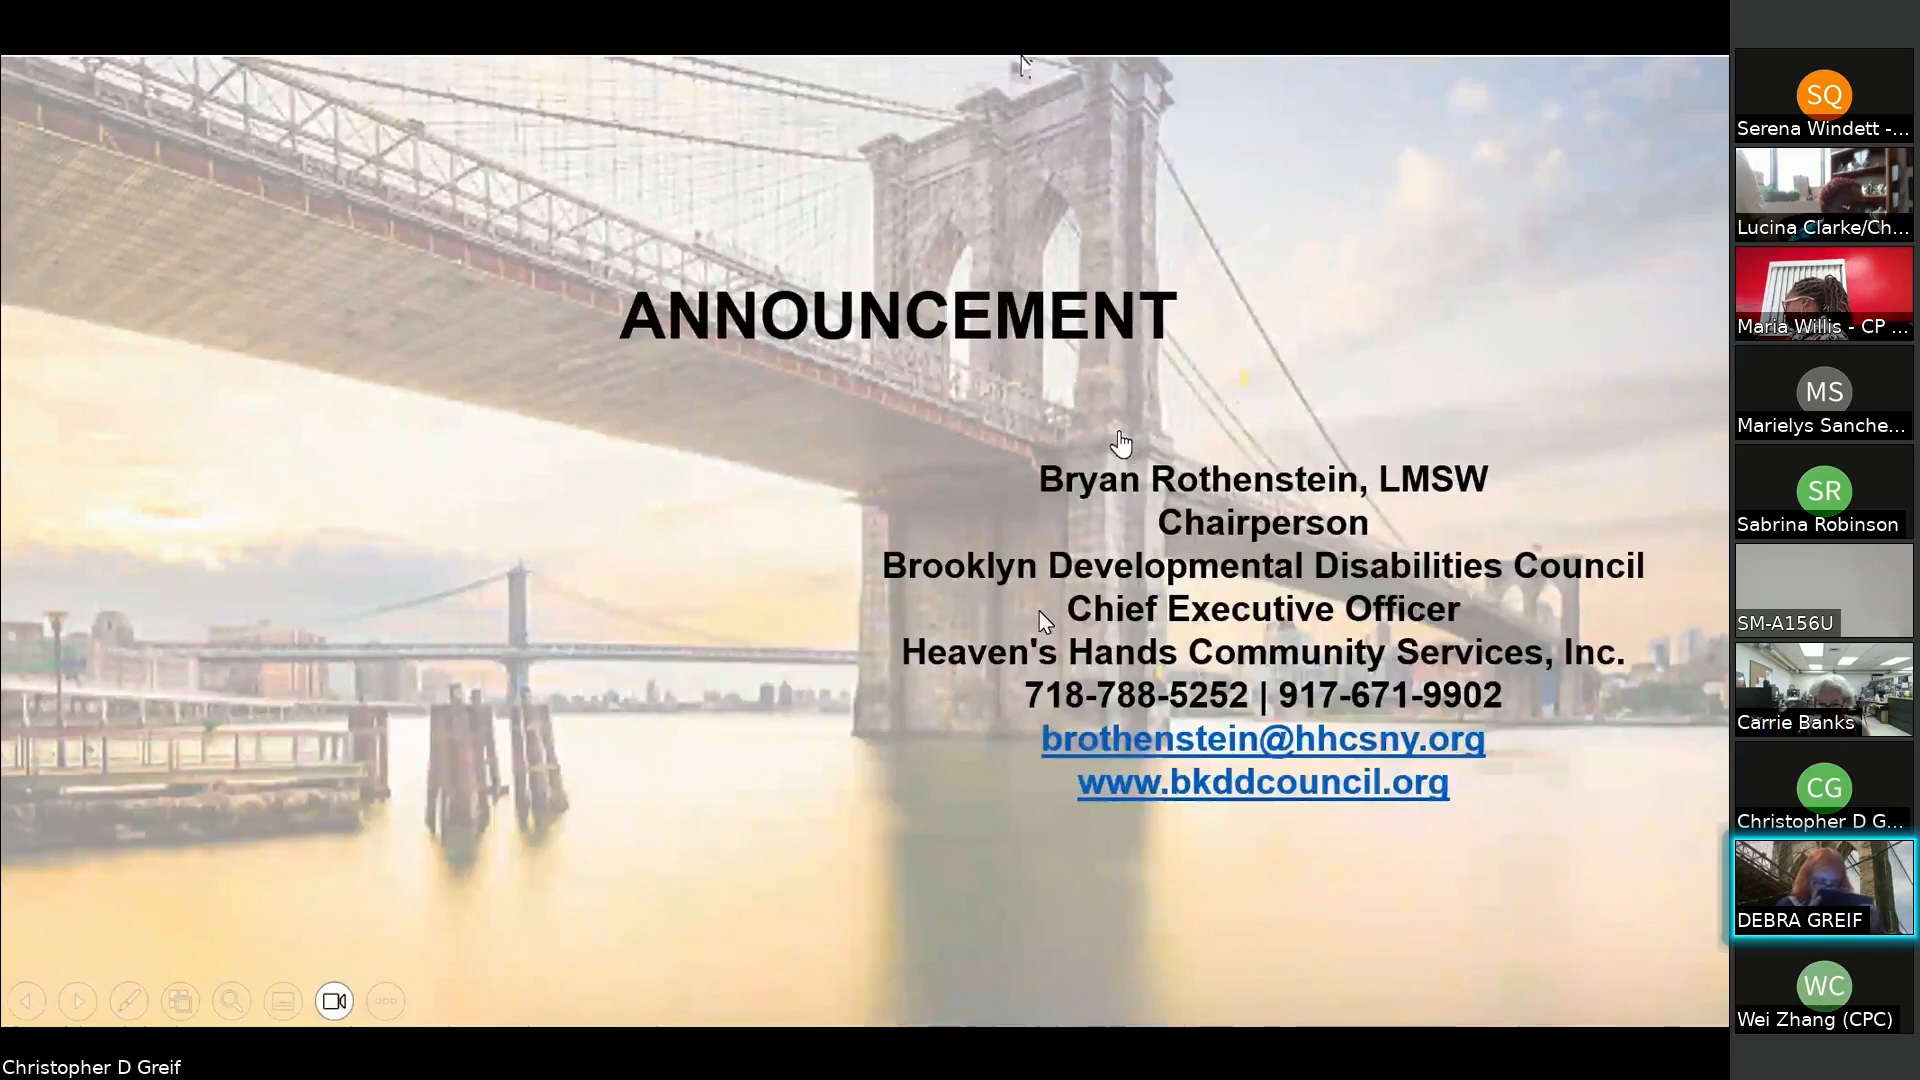 ANNOUNCEMENT
Bryan Rothenstein, LMSW
Chairperson
Brooklyn Developmental Disabilities Council
Chief Executive Officer
Heaven's Hands Community Services, Inc.
718-788-5252 | 917-671-9902
brothenstein@hhcsny.org
www.bkddcouncil.org
Christopher D Greif
SQ
Serena Windett -...
Lucina Clarke/Ch...
Maria Willis - CP ...
MS
Marielys Sanche...
SR
Sabrina Robinson
SM-A156U
Carrie Banks
CG
Christopher D G...
DEBRA GREIF
WC
Wei Zhang (CPC)